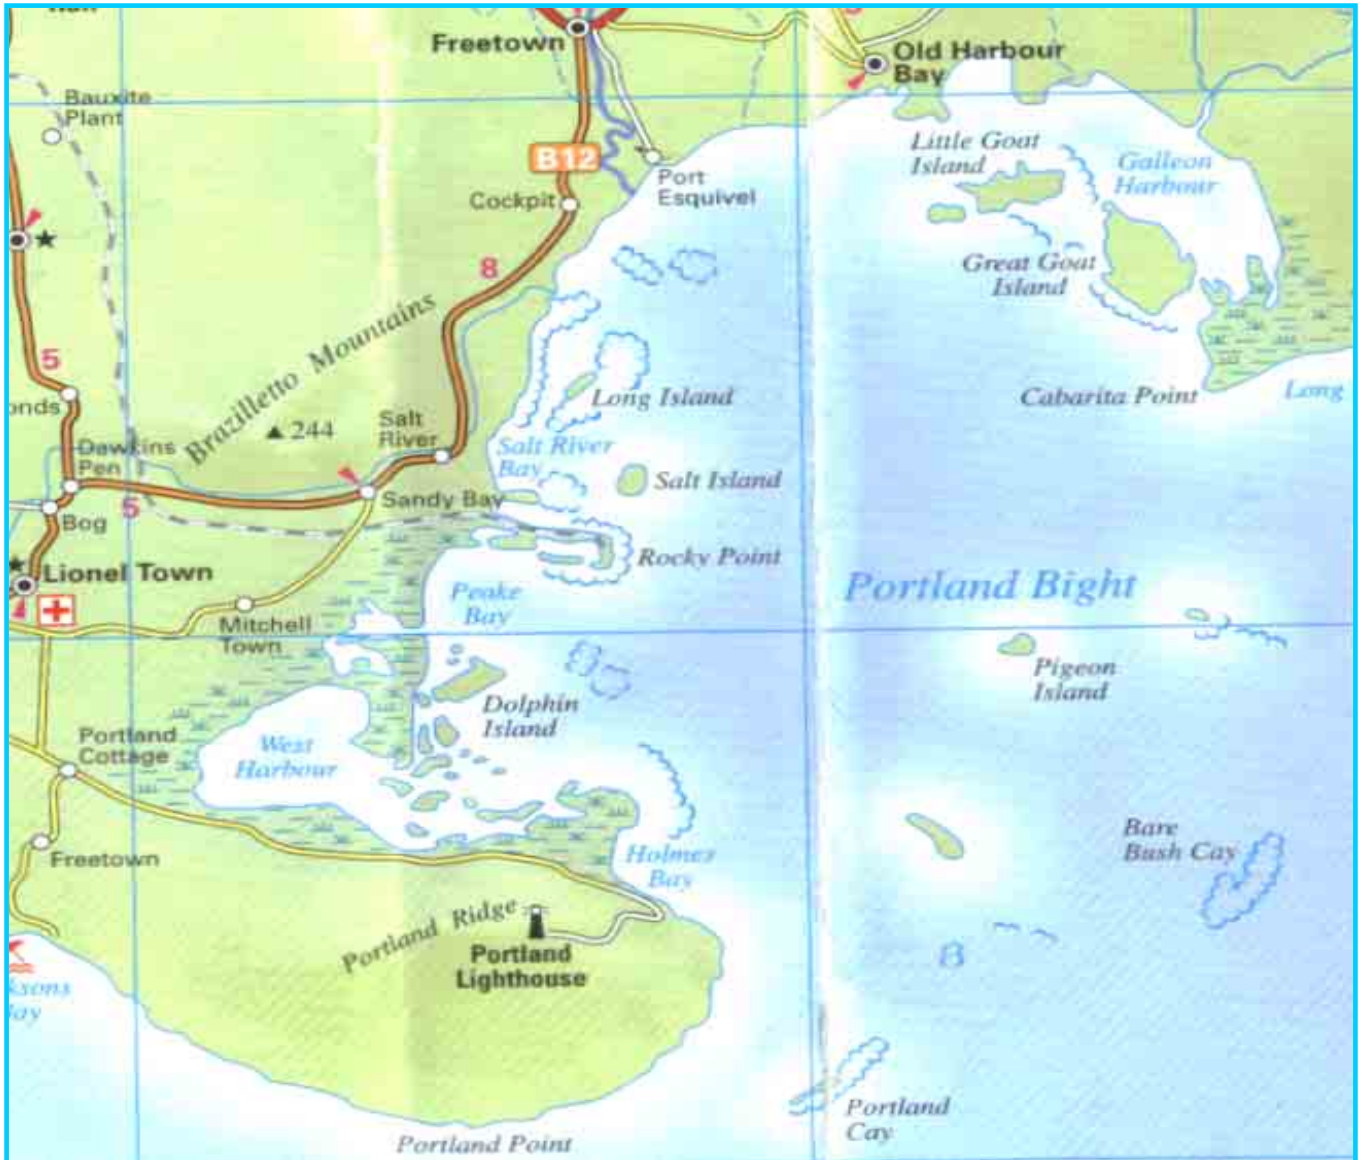 Freetown
Old Harbour
Bay
Bauxite
Plant
B12
Little Goat
Island
Galleon
Harbour
Port
Esquivel
Cockpit
Great Goat
Island
8
Brazilletto Mountains
5
Long Island
Cabarita Point
Long
onds
244
Salt
River
Dawkins
Pen
Salt River
Bay
Salt Island
Sandy Bay
5
Bog
Rocky Point
Lionel Town
Peake
Bay
Portland Bight
Mitchell
Town
Pigeon
Island
Dolphin
Island
Portland
Cottage
West
Harbour
Bare
Bush Cay
Freetown
Holmes
Bay
Portland Ridge
Portland
Lighthouse
ksons
ay
Portland
Cay
Portland Point